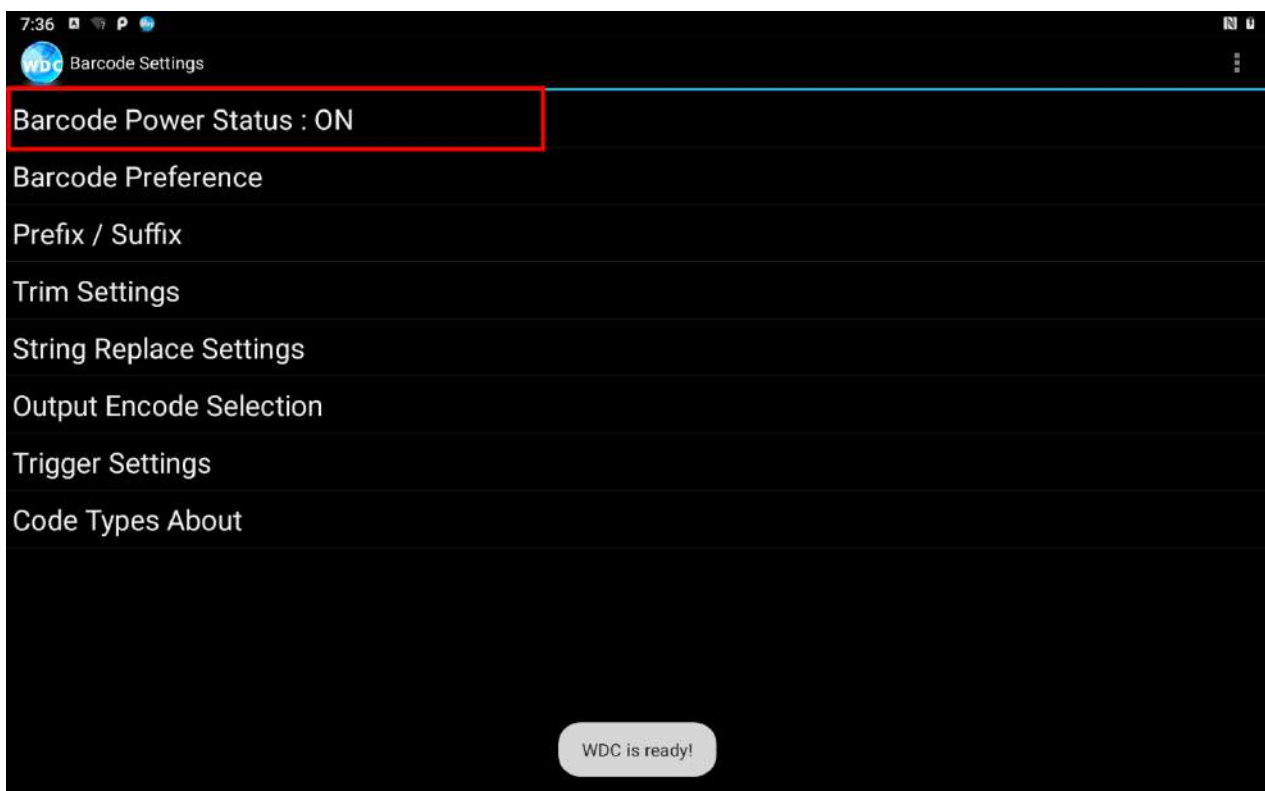 7:36
WDC Barcode Settings
Barcode Power Status : ON
Barcode Preference
Prefix / Suffix
Trim Settings
String Replace Settings
Output Encode Selection
Trigger Settings
Code Types About
WDC is ready!